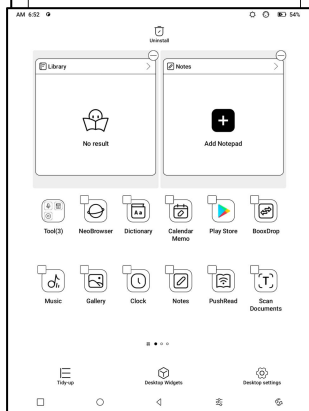 AM 6:52
54%
Uninstall
Library
Notes
No result
Add Notepad
Tool(3)
NeoBrowser
Dictionary
Calendar
Memo
Play Store
BooxDrop
Music
Gallery
Clock
Notes
PushRead
Scan
Documents
Tidy-up
Desktop Widgets
Desktop settings